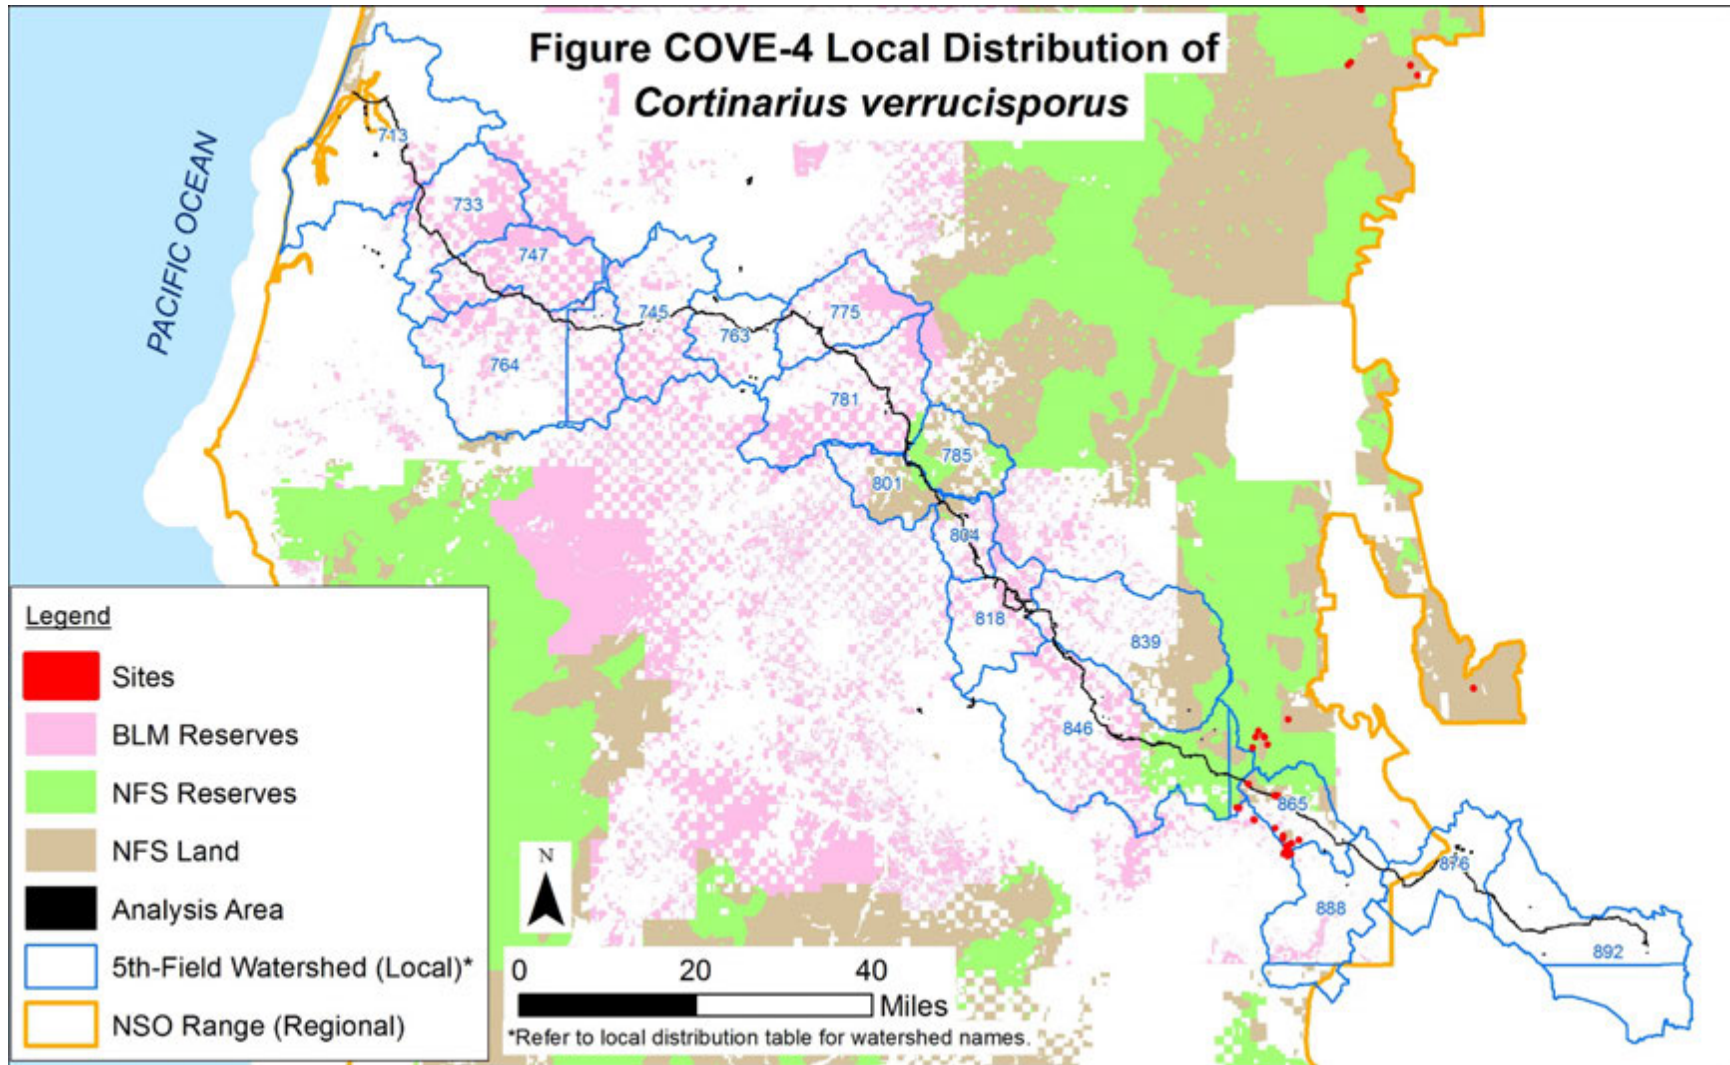 Figure COVE-4 Local Distribution of
Cortinarius verrucisporus
PACIFIC OCEAN
713
733
747
745
775
763
764
781
785
801
804
818
839
846
865
876
888
892
Legend
Sites
BLM Reserves
NFS Reserves
NFS Land
Analysis Area
5th-Field Watershed (Local)*
NSO Range (Regional)
N
0 20 40
Miles
*Refer to local distribution table for watershed names.